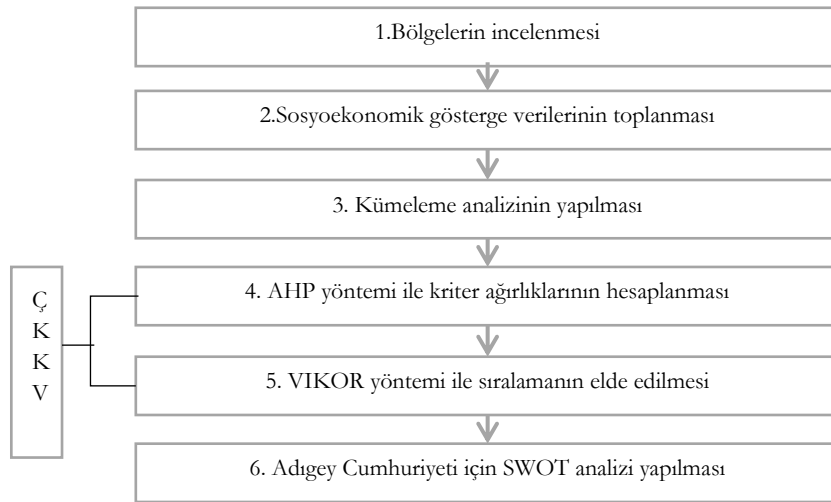 1.Bölgelerin incelenmesi
2.Sosyoekonomik gösterge verilerinin toplanması
3. Kümeleme analizinin yapılması
Ç
K
K
V
4. AHP yöntemi ile kriter ağırlıklarının hesaplanması
5. VIKOR yöntemi ile sıralamanın elde edilmesi
6. Adıgey Cumhuriyeti için SWOT analizi yapılması